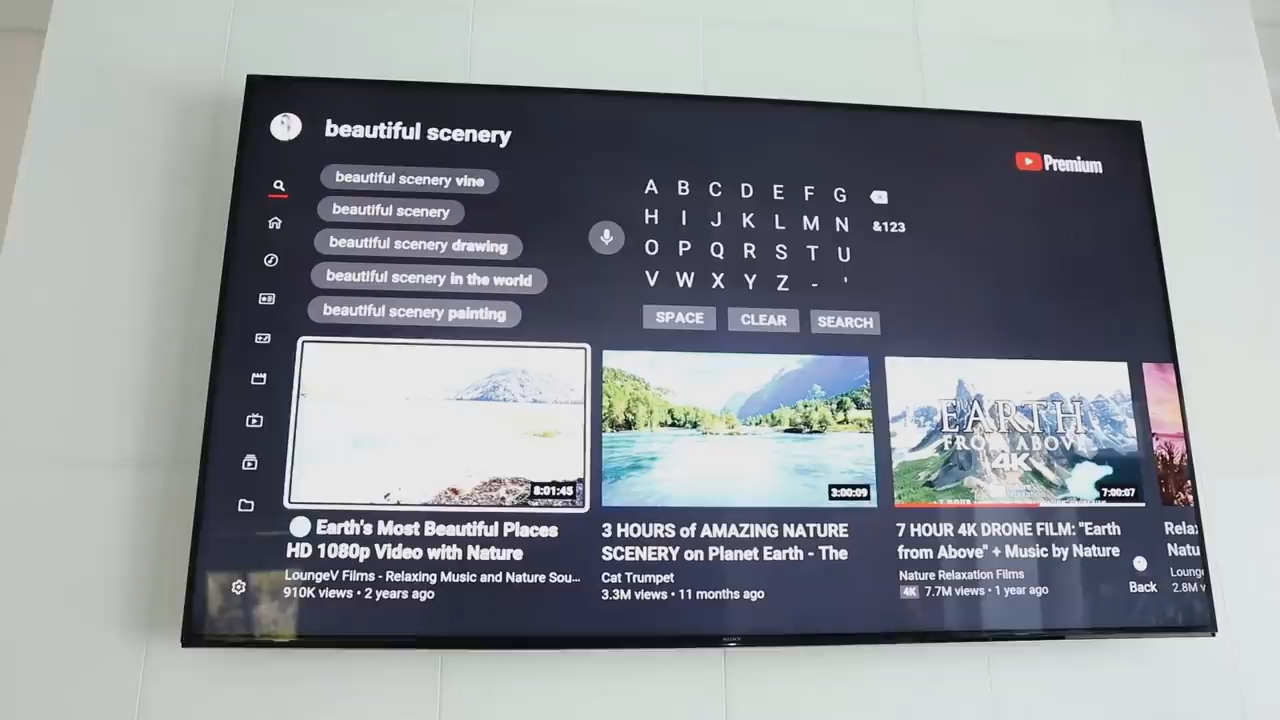 beautiful scenery
Premium
beautiful scenery vine
beautiful scenery
beautiful scenery drawing
beautiful scenery in the world
beautiful scenery painting
A B C D E F G
H I J K L M N &123
O P Q R S T U
V W X Y Z - '
SPACE CLEAR SEARCH
8:01:45
3:00:09
EARTH
FROM ABOVE
4K
7:00:07
Earth's Most Beautiful Places
HD 1080p Video with Nature
LoungeV Films - Relaxing Music and Nature Sou...
910K views • 2 years ago
3 HOURS of AMAZING NATURE
SCENERY on Planet Earth - The
Cat Trumpet
3.3M views • 11 months ago
7 HOUR 4K DRONE FILM: "Earth
from Above" + Music by Nature
Nature Relaxation Films
4K 7.7M views • 1 year ago
Back
Rela
Natu
Loung
2.8M v
SONY